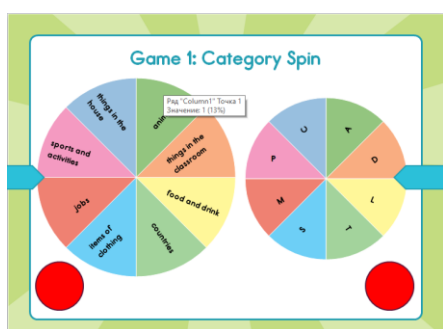 Game 1: Category Spin
things in the
house
Ряд "Column1" Точка 1
Значение: 1 (13%)
things in the
classroom
food and drink
countries
items of
clothing
jobs
sports and
activities
A
D
L
T
S
M
P
C